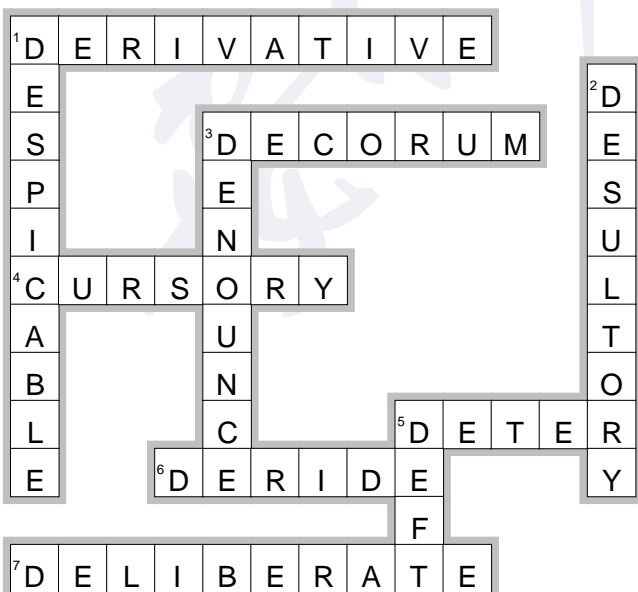 1 D E R I V A T I V E
E 2 D
S 3 D E C O R U M E
P E S
I N U
4 C U R S O R Y L
A U T
B N O
L C 5 D E T E R
E 6 D E R I D E Y
F
7 D E L I B E R A T E